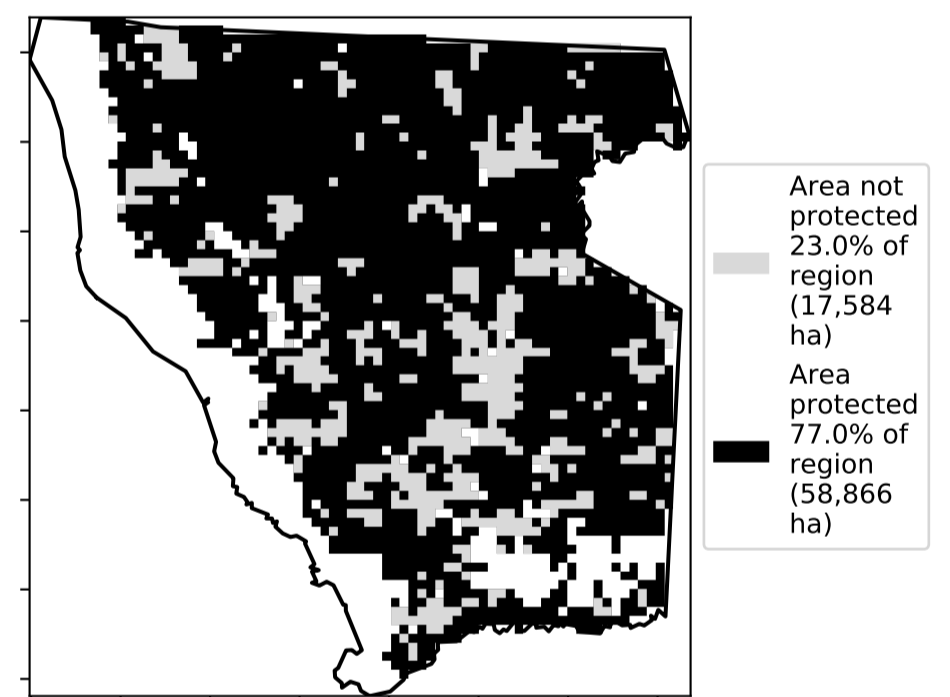 Area not
protected
23.0% of
region
(17,584
ha)
Area
protected
77.0% of
region
(58,866
ha)